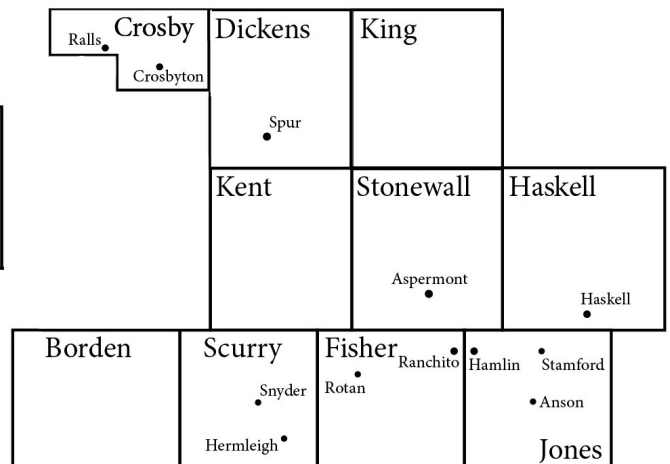 Crosby
Dickens
King
Ralls
Crosbyton
Spur
Kent
Stonewall
Haskell
Aspermont
Haskell
Borden
Scurry
Fisher
Ranchito
Hamlin
Stamford
Rotan
Snyder
Anson
Hermleigh
Jones